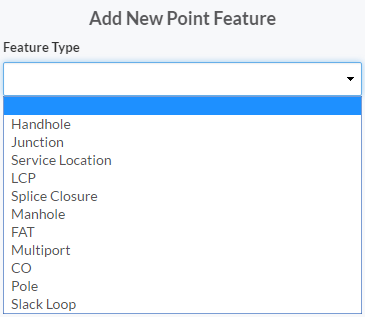 Add New Point Feature
Feature Type
Handhole
Junction
Service Location
LCP
Splice Closure
Manhole
FAT
Multiport
CO
Pole
Slack Loop